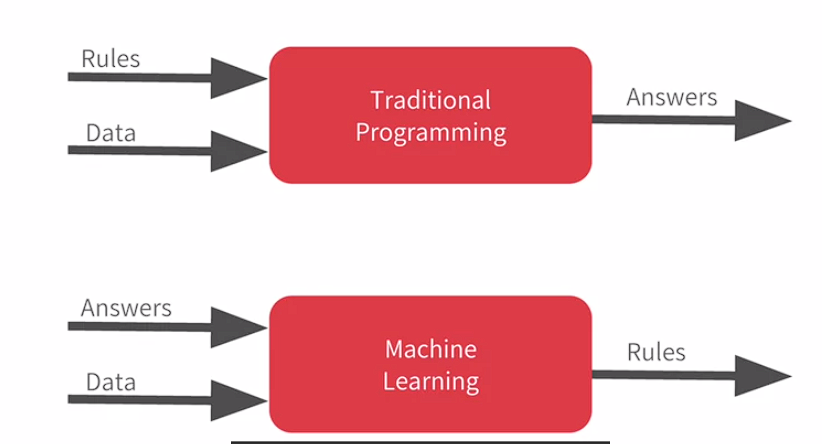 Rules
Data
Traditional
Programming
Answers
Answers
Data
Machine
Learning
Rules